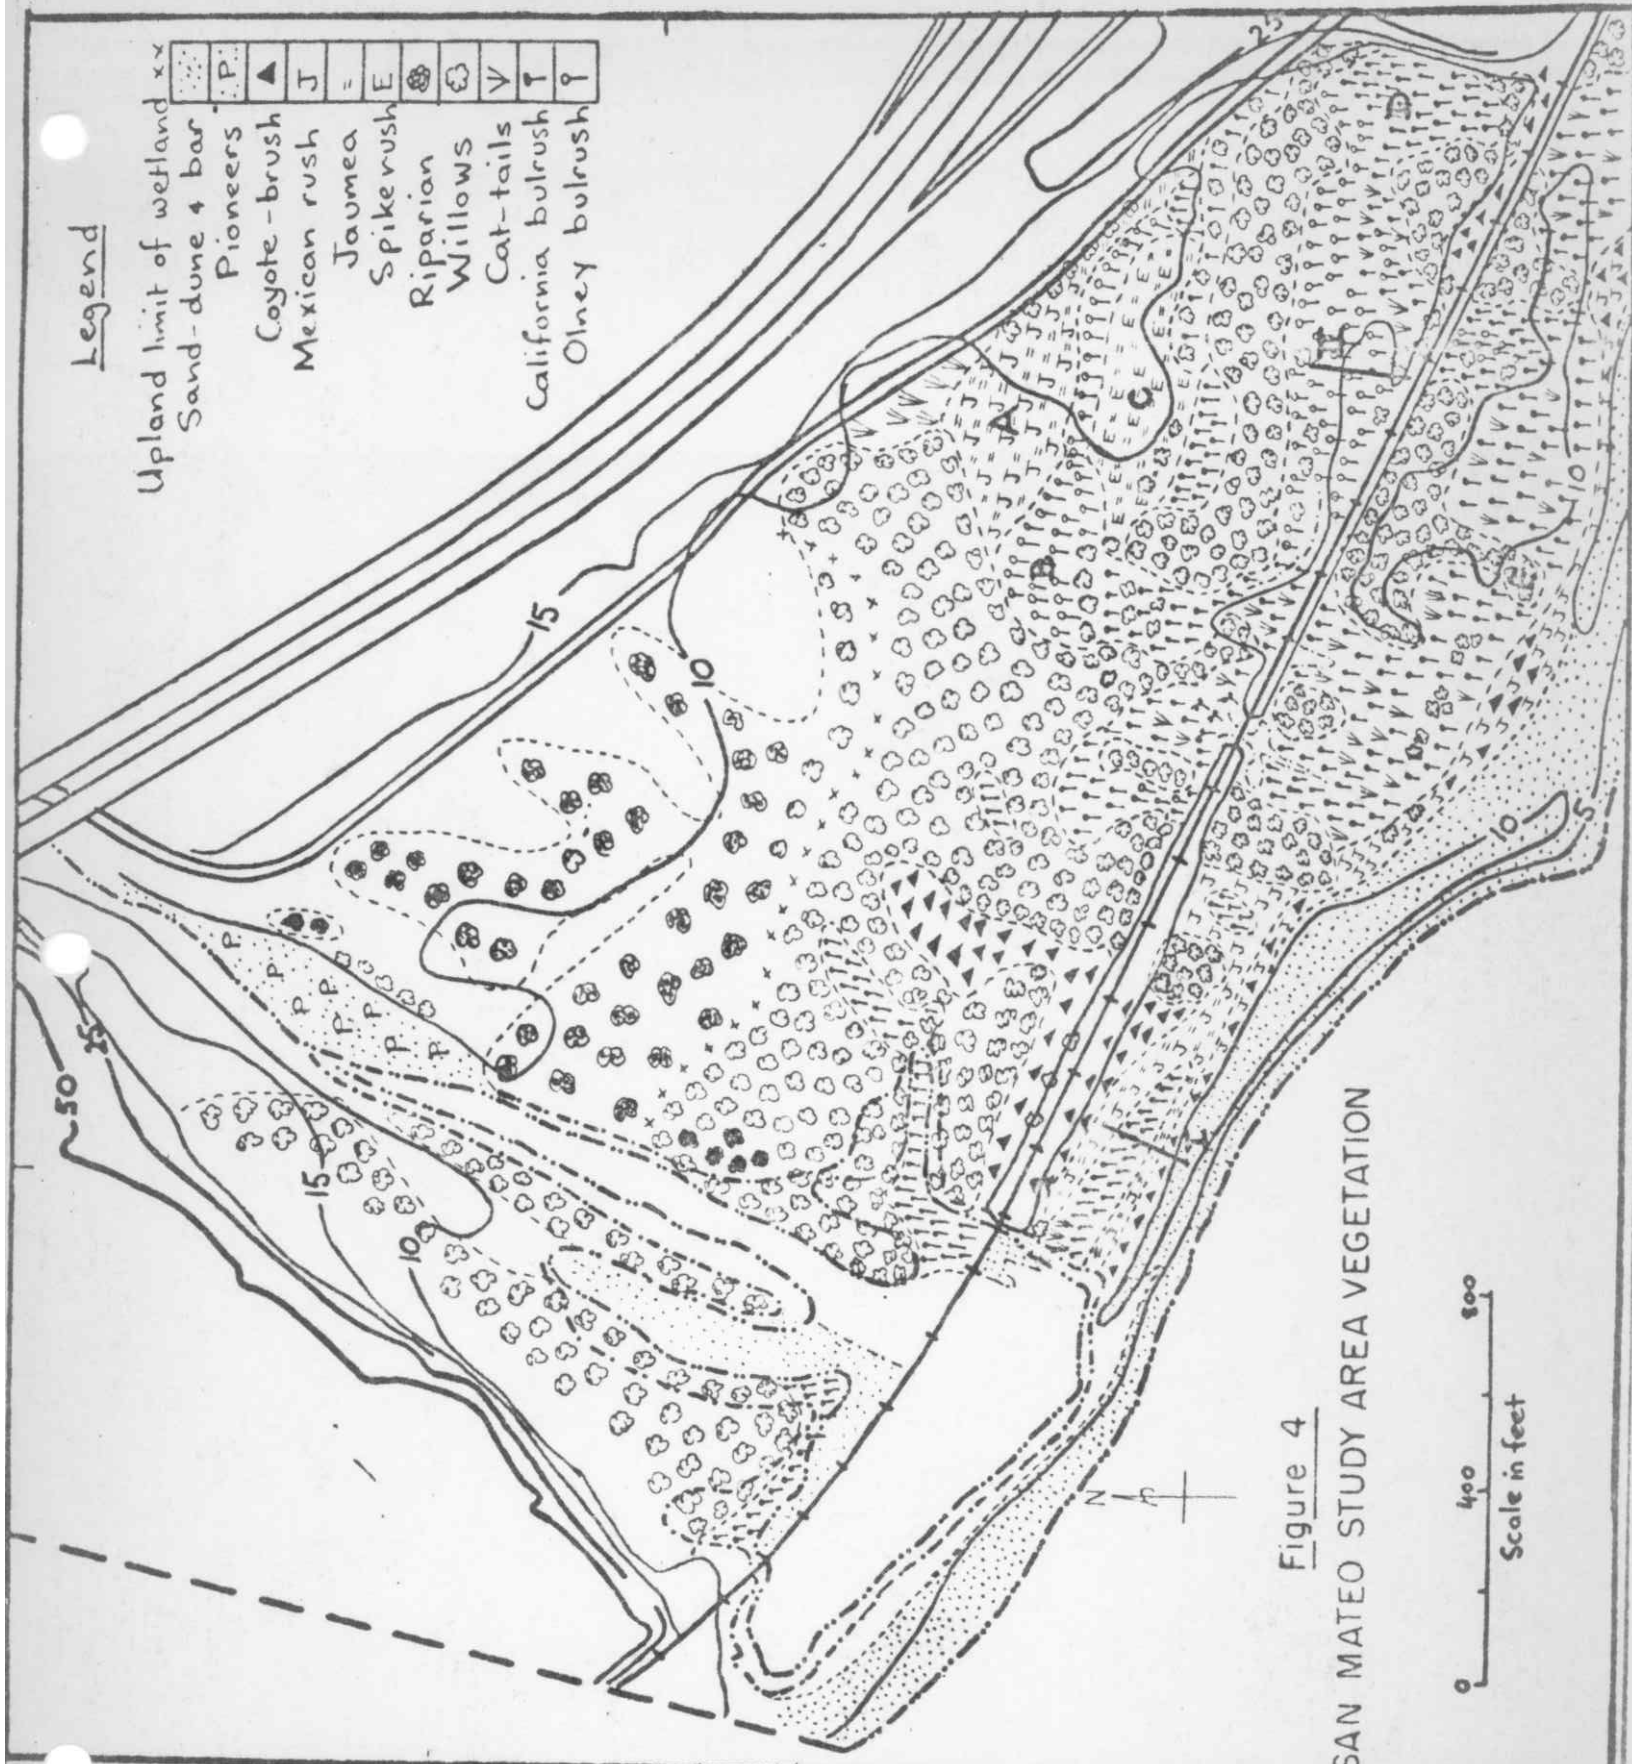 Legend
Upland limit of wetland xx
Sand-dune & bar
Pioneers P
Coyote-brush
Mexican rush J
Jaumea =
Spikerush E
Riparian
Willows
Cat-tails
California bulrush
Olney bulrush
25
15
10
50
25
15
10
A
B
C
D
H
10
10
5
N
Figure 4
SAN MATEO STUDY AREA VEGETATION
0 400 800
Scale in feet